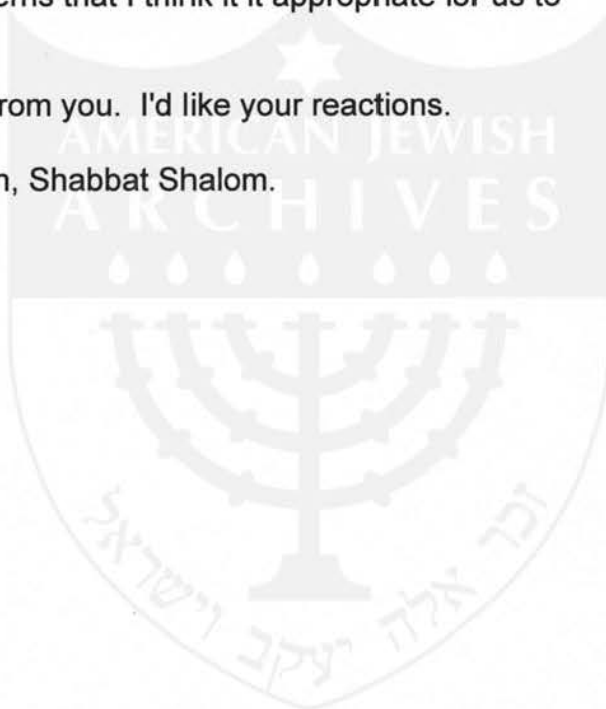 erns that I think it it appropriate for us to
rom you. I'd like your reactions.
AMERICAN JEWISH
n, Shabbat Shalom.
ARCHIVES
זכר אלה יעקב וישראל